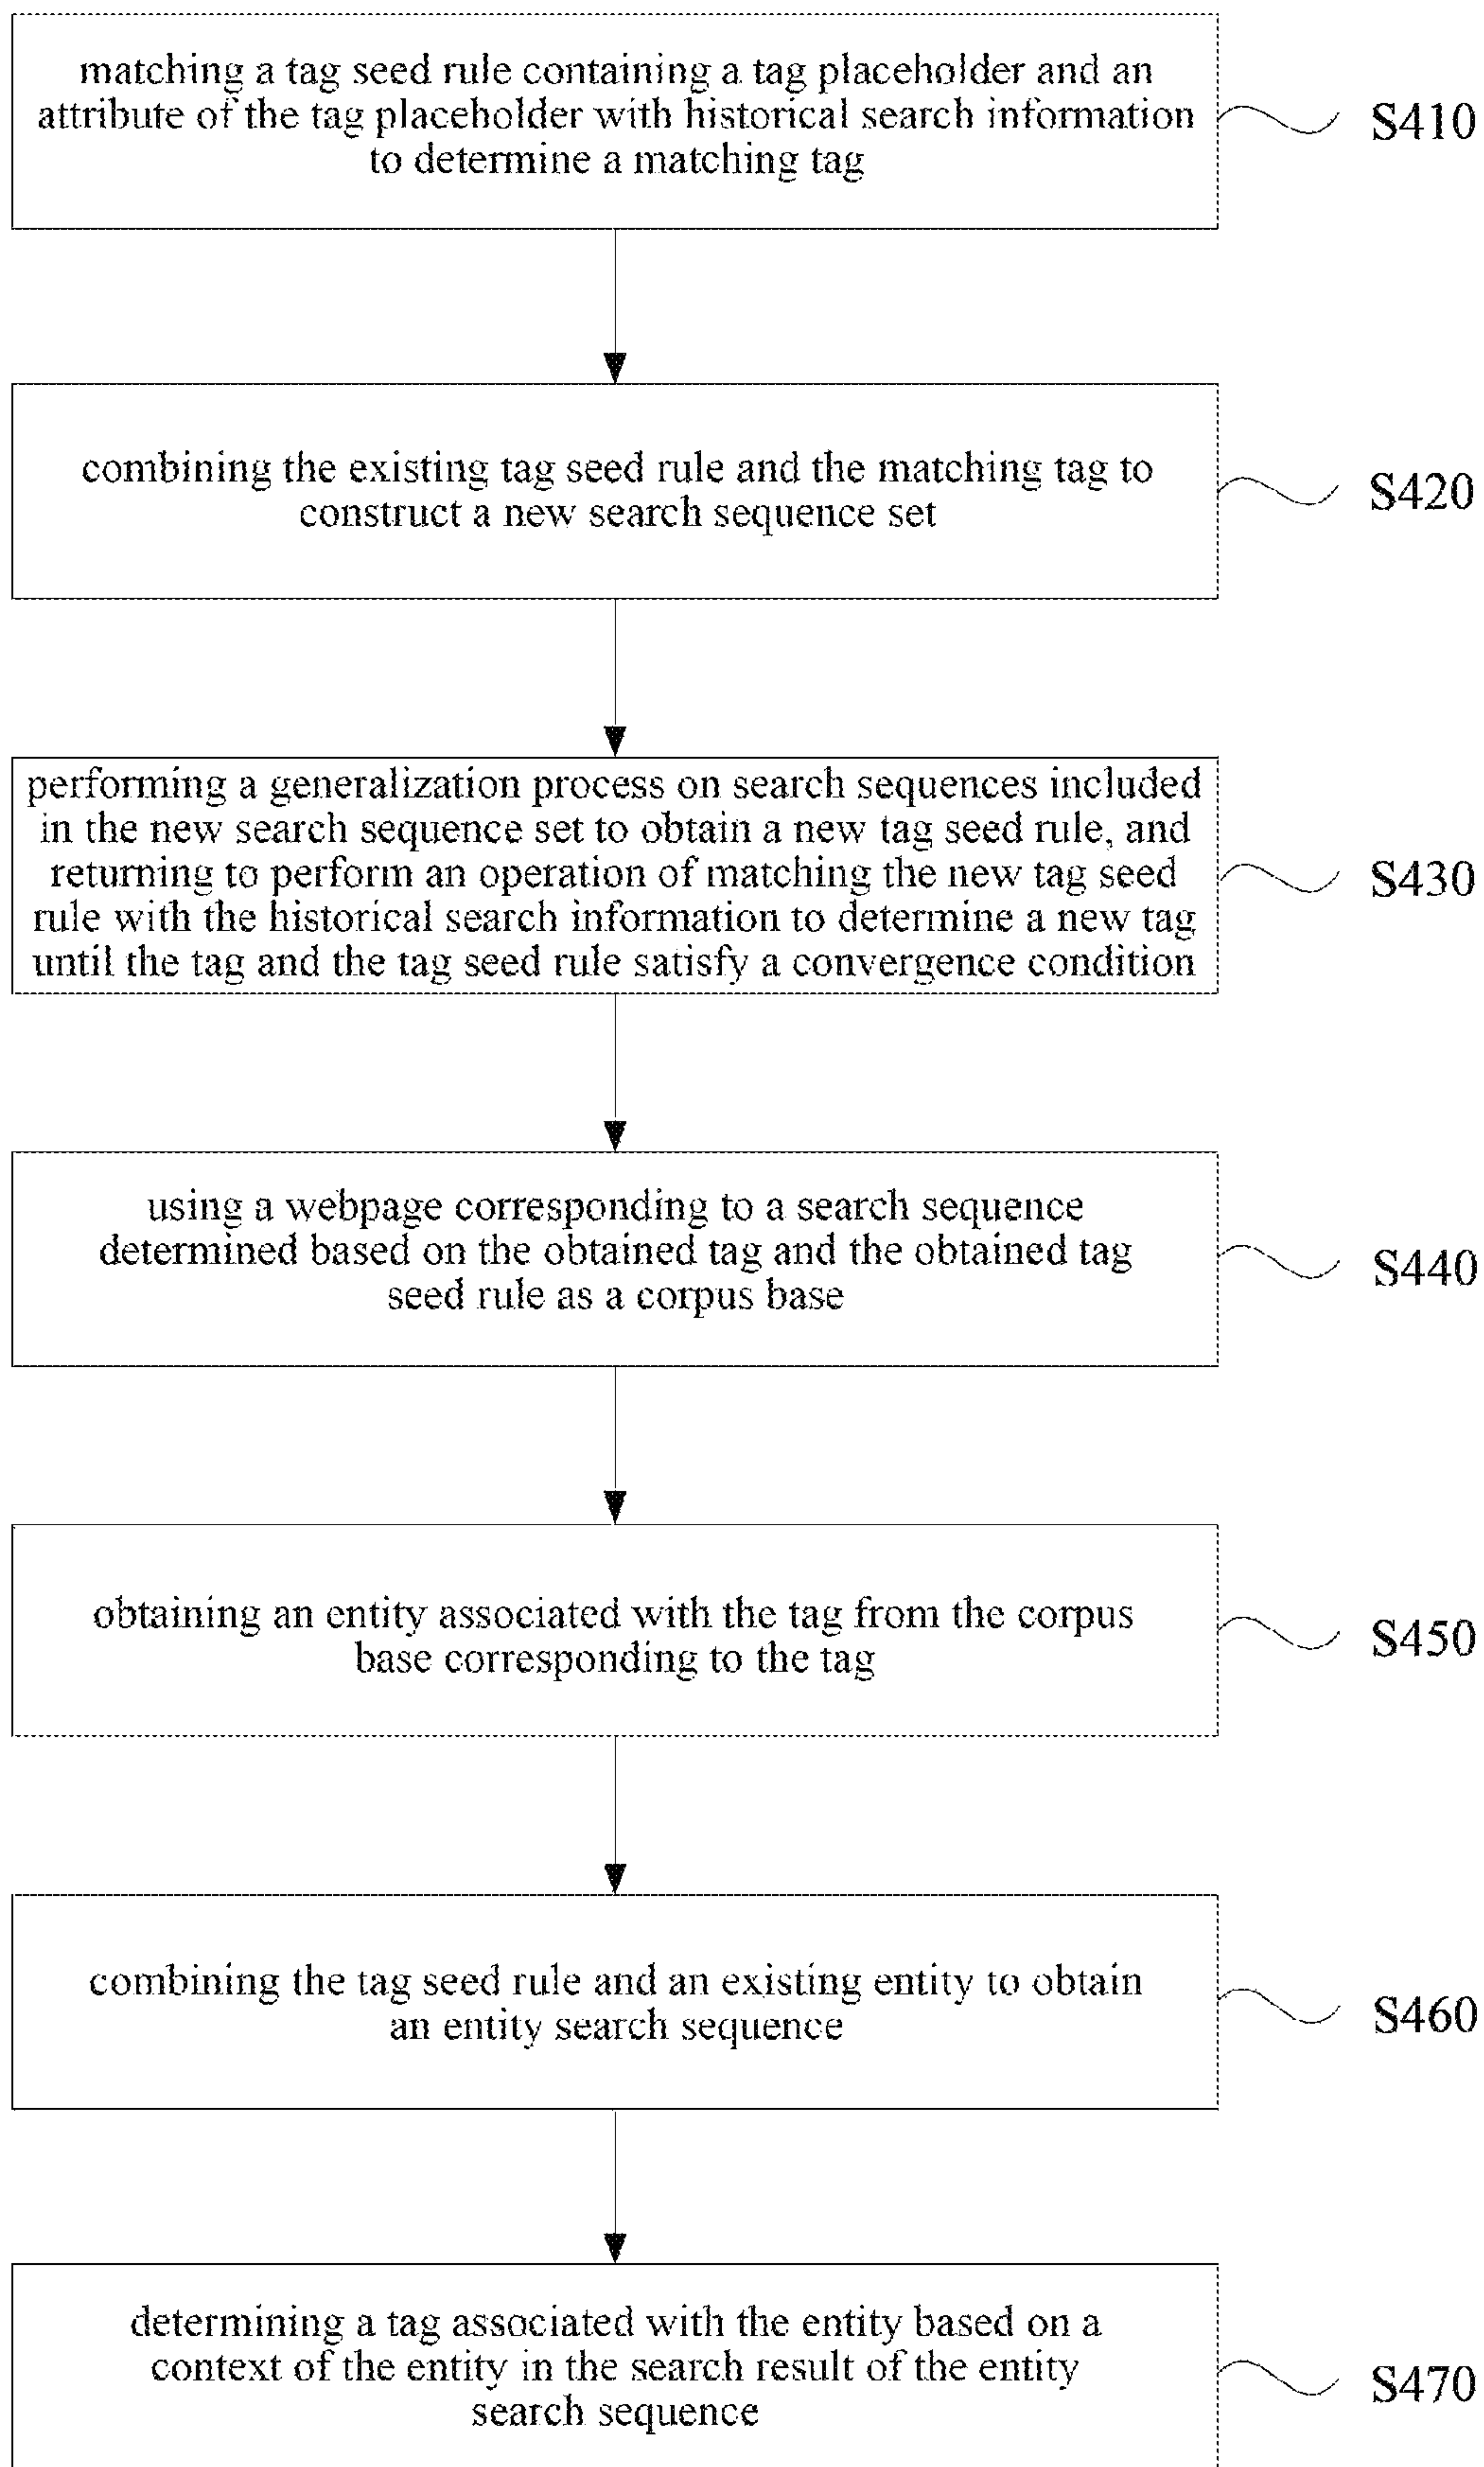 matching a tag seed rule containing a tag placeholder and an
attribute of the tag placeholder with historical search information
to determine a matching tag
S410
combining the existing tag seed rule and the matching tag to
construct a new search sequence set
S420
performing a generalization process on search sequences included
in the new search sequence set to obtain a new tag seed rule, and
returning to perform an operation of matching the new tag seed
rule with the historical search information to determine a new tag
until the tag and the tag seed rule satisfy a convergence condition
S430
using a webpage corresponding to a search sequence
determined based on the obtained tag and the obtained tag
seed rule as a corpus base
S440
obtaining an entity associated with the tag from the corpus
base corresponding to the tag
S450
combining the tag seed rule and an existing entity to obtain
an entity search sequence
S460
determining a tag associated with the entity based on a
context of the entity in the search result of the entity
search sequence
S470